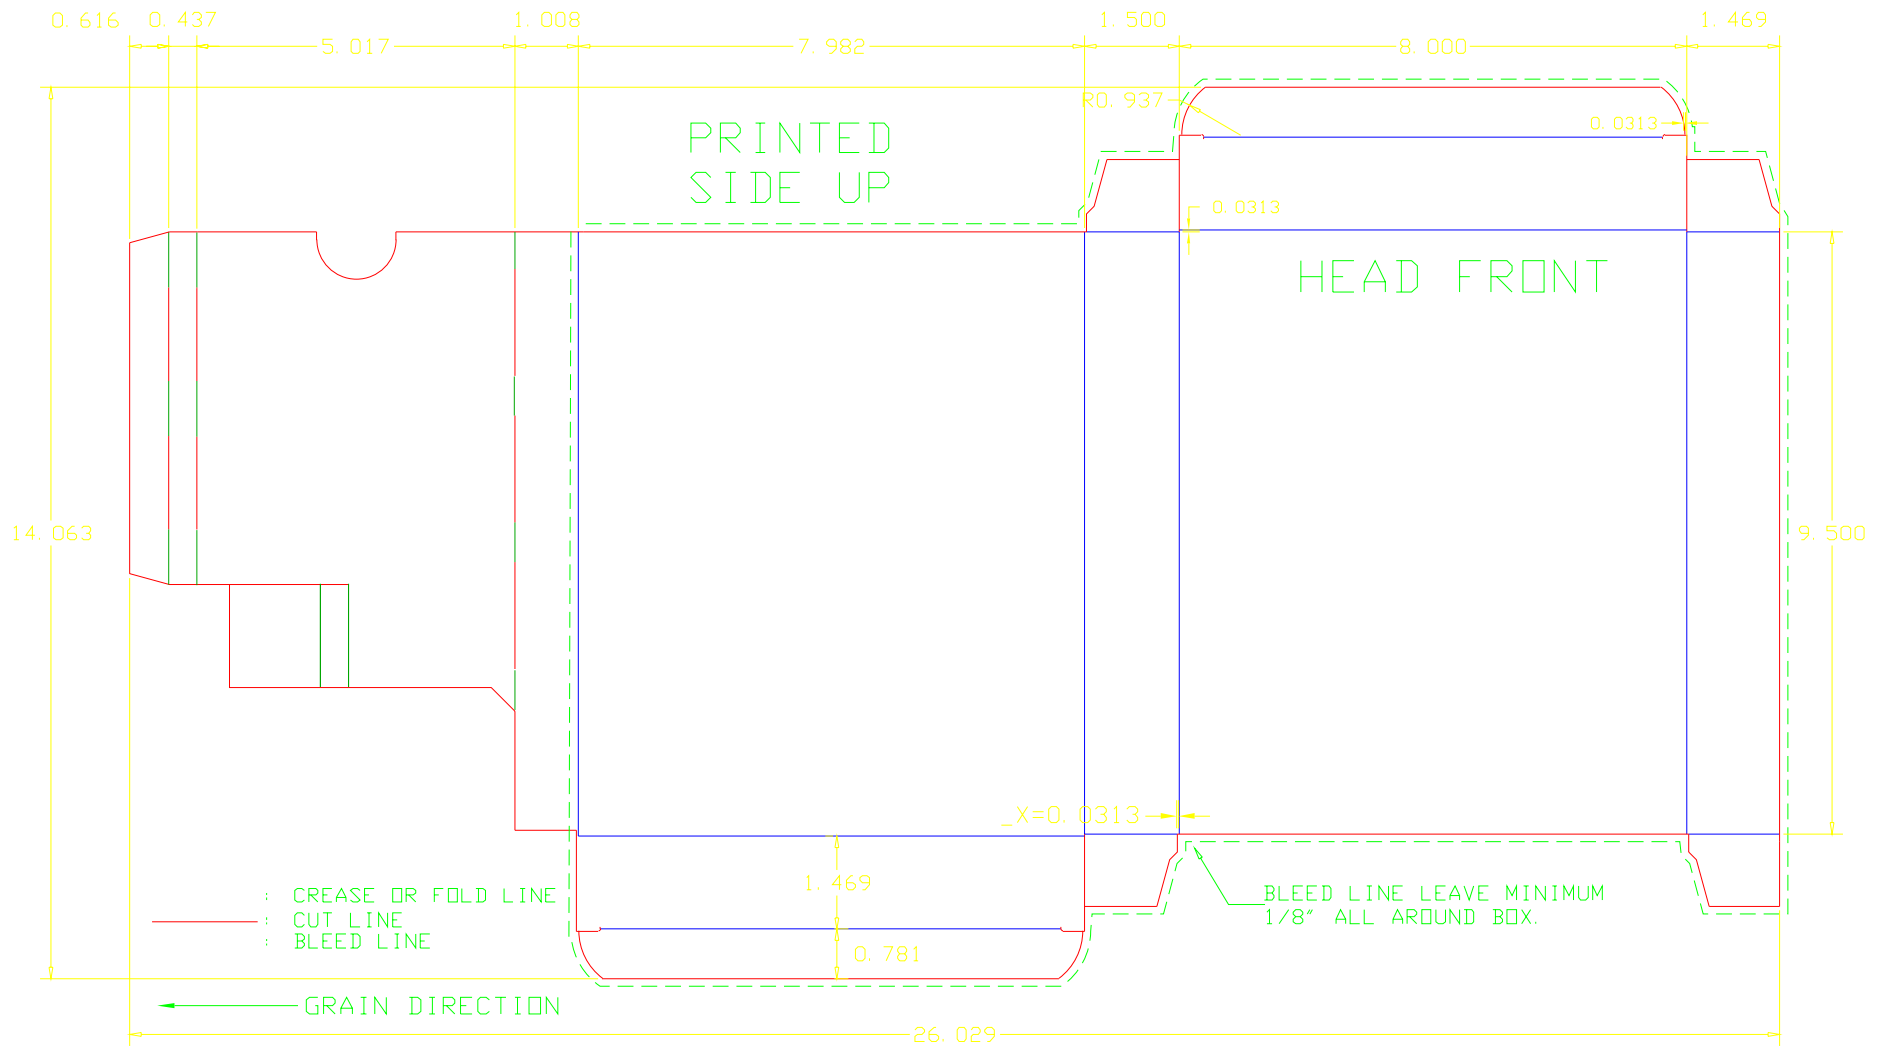 0. 616
0. 437
1. 008
1. 500
1. 469
5. 017
7. 982
8. 000
R0. 937
0. 0313
PRINTED
SIDE UP
0. 0313
HEAD FRONT
14. 063
9. 500
_X=0. 0313
1. 469
: CREASE OR FOLD LINE
: CUT LINE
: BLEED LINE
BLEED LINE LEAVE MINIMUM
1/8" ALL AROUND BOX.
0. 781
GRAIN DIRECTION
26. 029